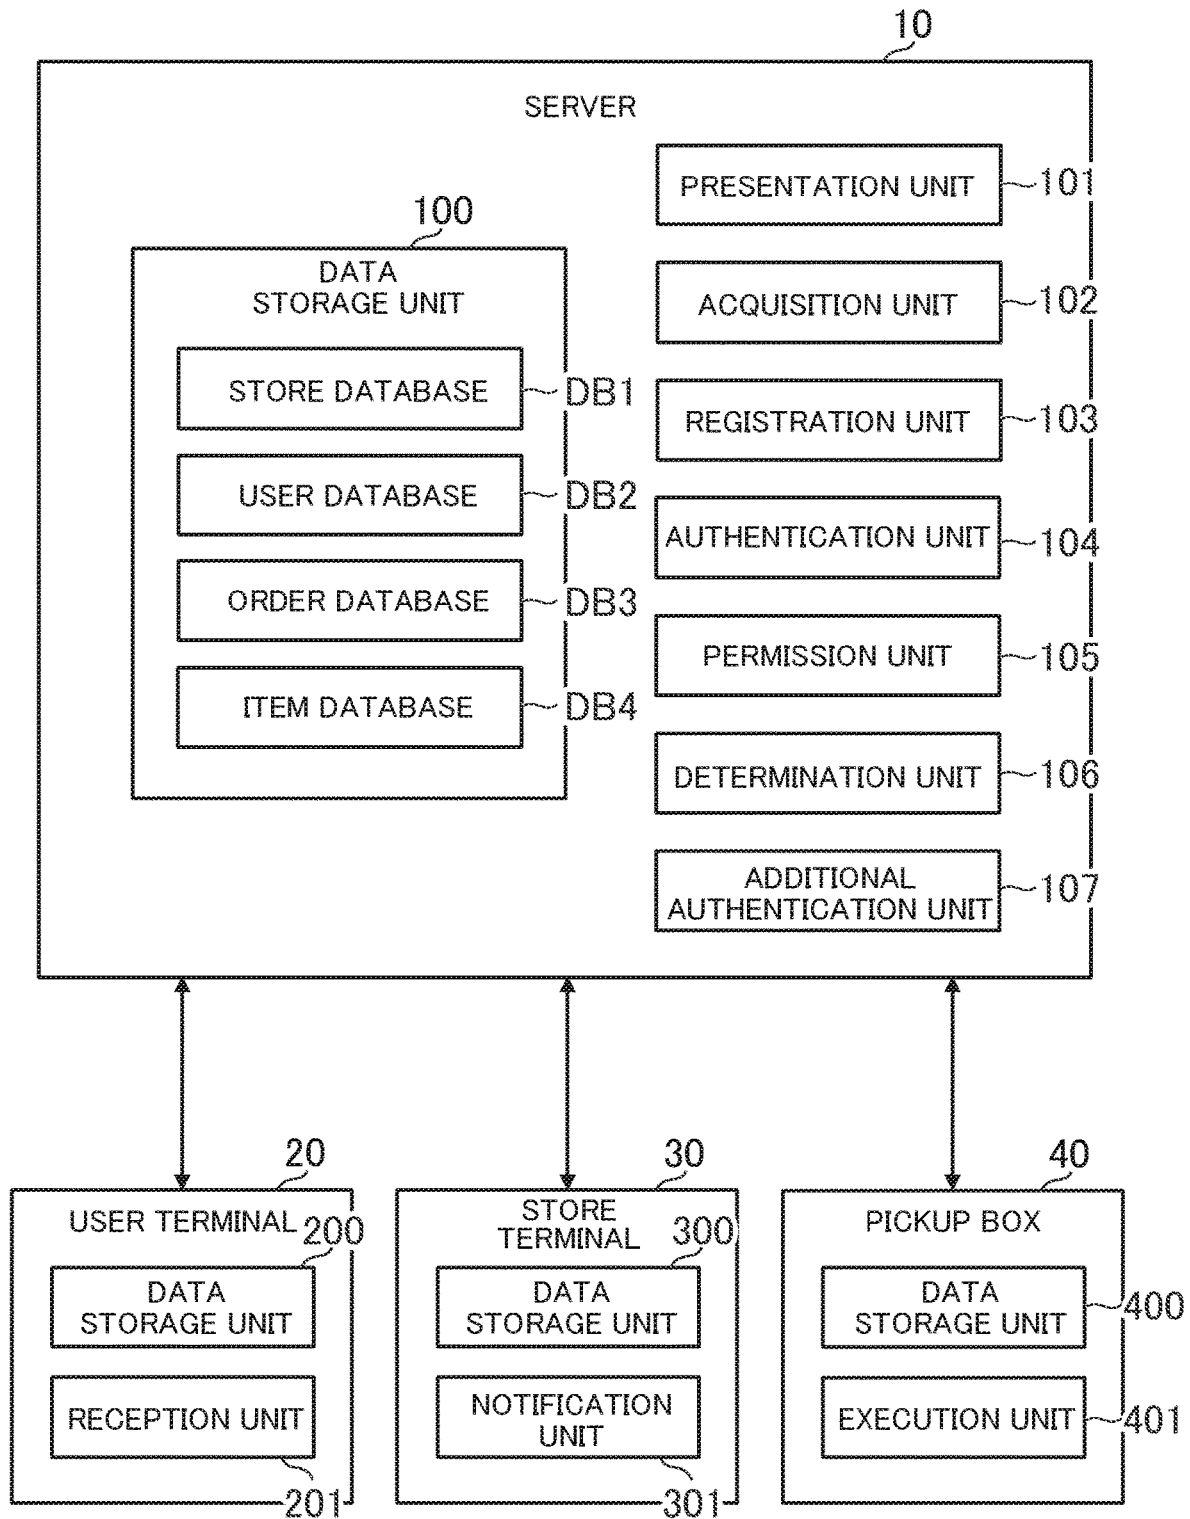 10
SERVER
PRESENTATION UNIT
101
100
DATA
STORAGE UNIT
ACQUISITION UNIT
102
STORE DATABASE
DB1
REGISTRATION UNIT
103
USER DATABASE
DB2
AUTHENTICATION UNIT
104
ORDER DATABASE
DB3
PERMISSION UNIT
105
ITEM DATABASE
DB4
DETERMINATION UNIT
106
ADDITIONAL
AUTHENTICATION UNIT
107
20
USER TERMINAL
200
DATA
STORAGE UNIT
RECEPTION UNIT
201
30
STORE
TERMINAL
300
DATA
STORAGE UNIT
NOTIFICATION
UNIT
301
40
PICKUP BOX
DATA
STORAGE UNIT
400
EXECUTION UNIT
401